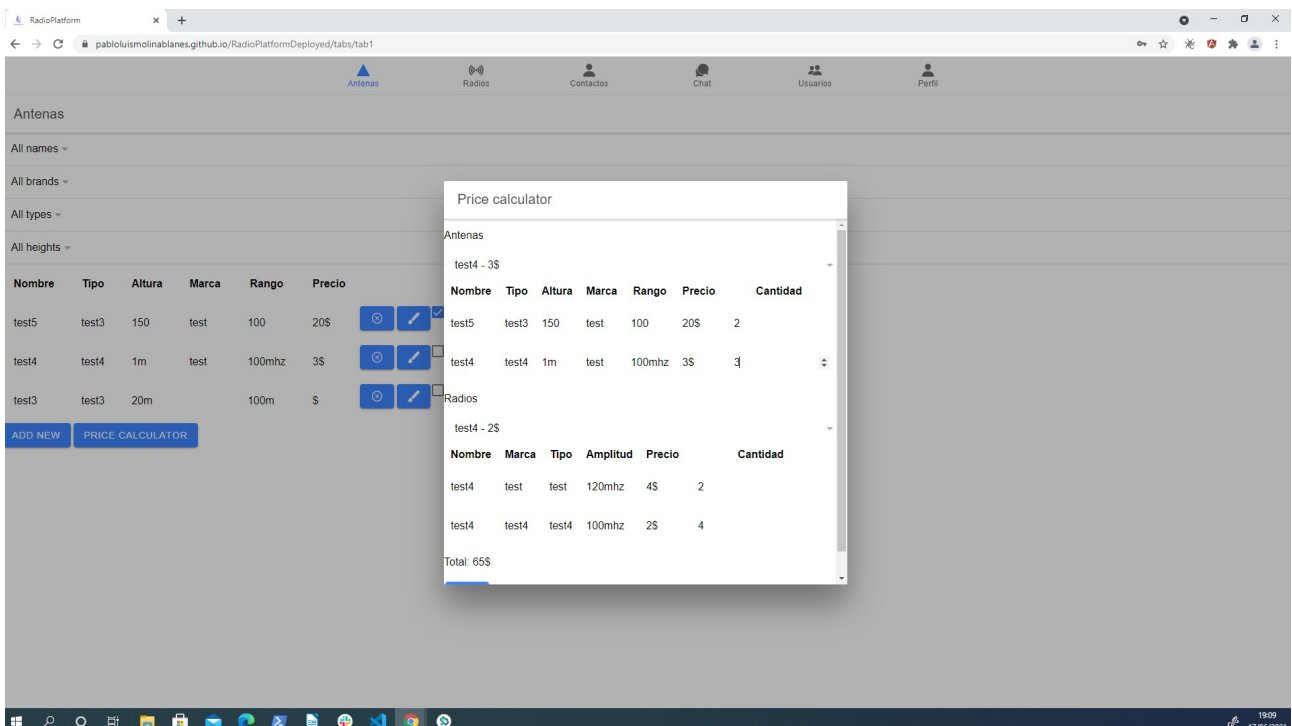 RadioPlatform
pabloluismolinablanes.github.io/RadioPlatformDeployed/tabs/tab1
Antenas Radios Contactos Chat Usuarios Perfil
Antenas
All names
All brands
All types
All heights
Nombre Tipo Altura Marca Rango Precio
test5 test3 150 test 100 20$
test4 test4 1m test 100mhz 3$
test3 test3 20m 100m $
ADD NEW PRICE CALCULATOR
Price calculator
Antenas
test4 - 3$
Nombre Tipo Altura Marca Rango Precio Cantidad
test5 test3 150 test 100 20$ 2
test4 test4 1m test 100mhz 3$ 3
Radios
test4 - 2$
Nombre Marca Tipo Amplitud Precio Cantidad
test4 test test 120mhz 4$ 2
test4 test4 test4 100mhz 2$ 4
Total: 65$
19:09